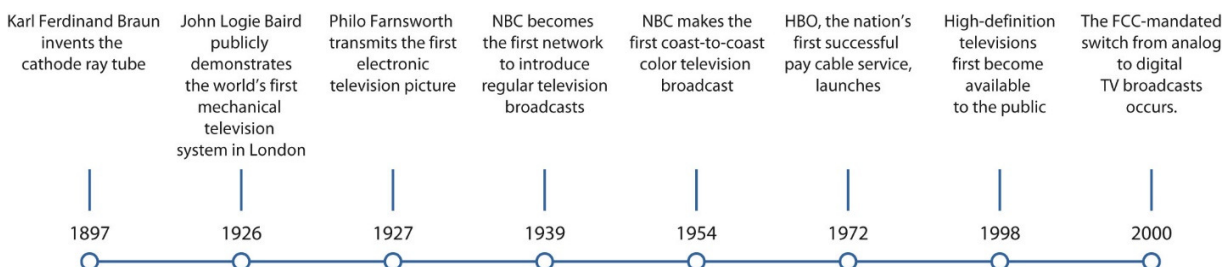 Karl Ferdinand Braun
invents the
cathode ray tube
John Logie Baird
publicly
demonstrates
the world's first
mechanical
television
system in London
Philo Farnsworth
transmits the first
electronic
television picture
NBC becomes
the first network
to introduce
regular television
broadcasts
NBC makes the
first coast-to-coast
color television
broadcast
HBO, the nation's
first successful
pay cable service,
launches
High-definition
televisions
first become
available
to the public
The FCC-mandated
switch from analog
to digital
TV broadcasts
occurs.
1897
1926
1927
1939
1954
1972
1998
2000